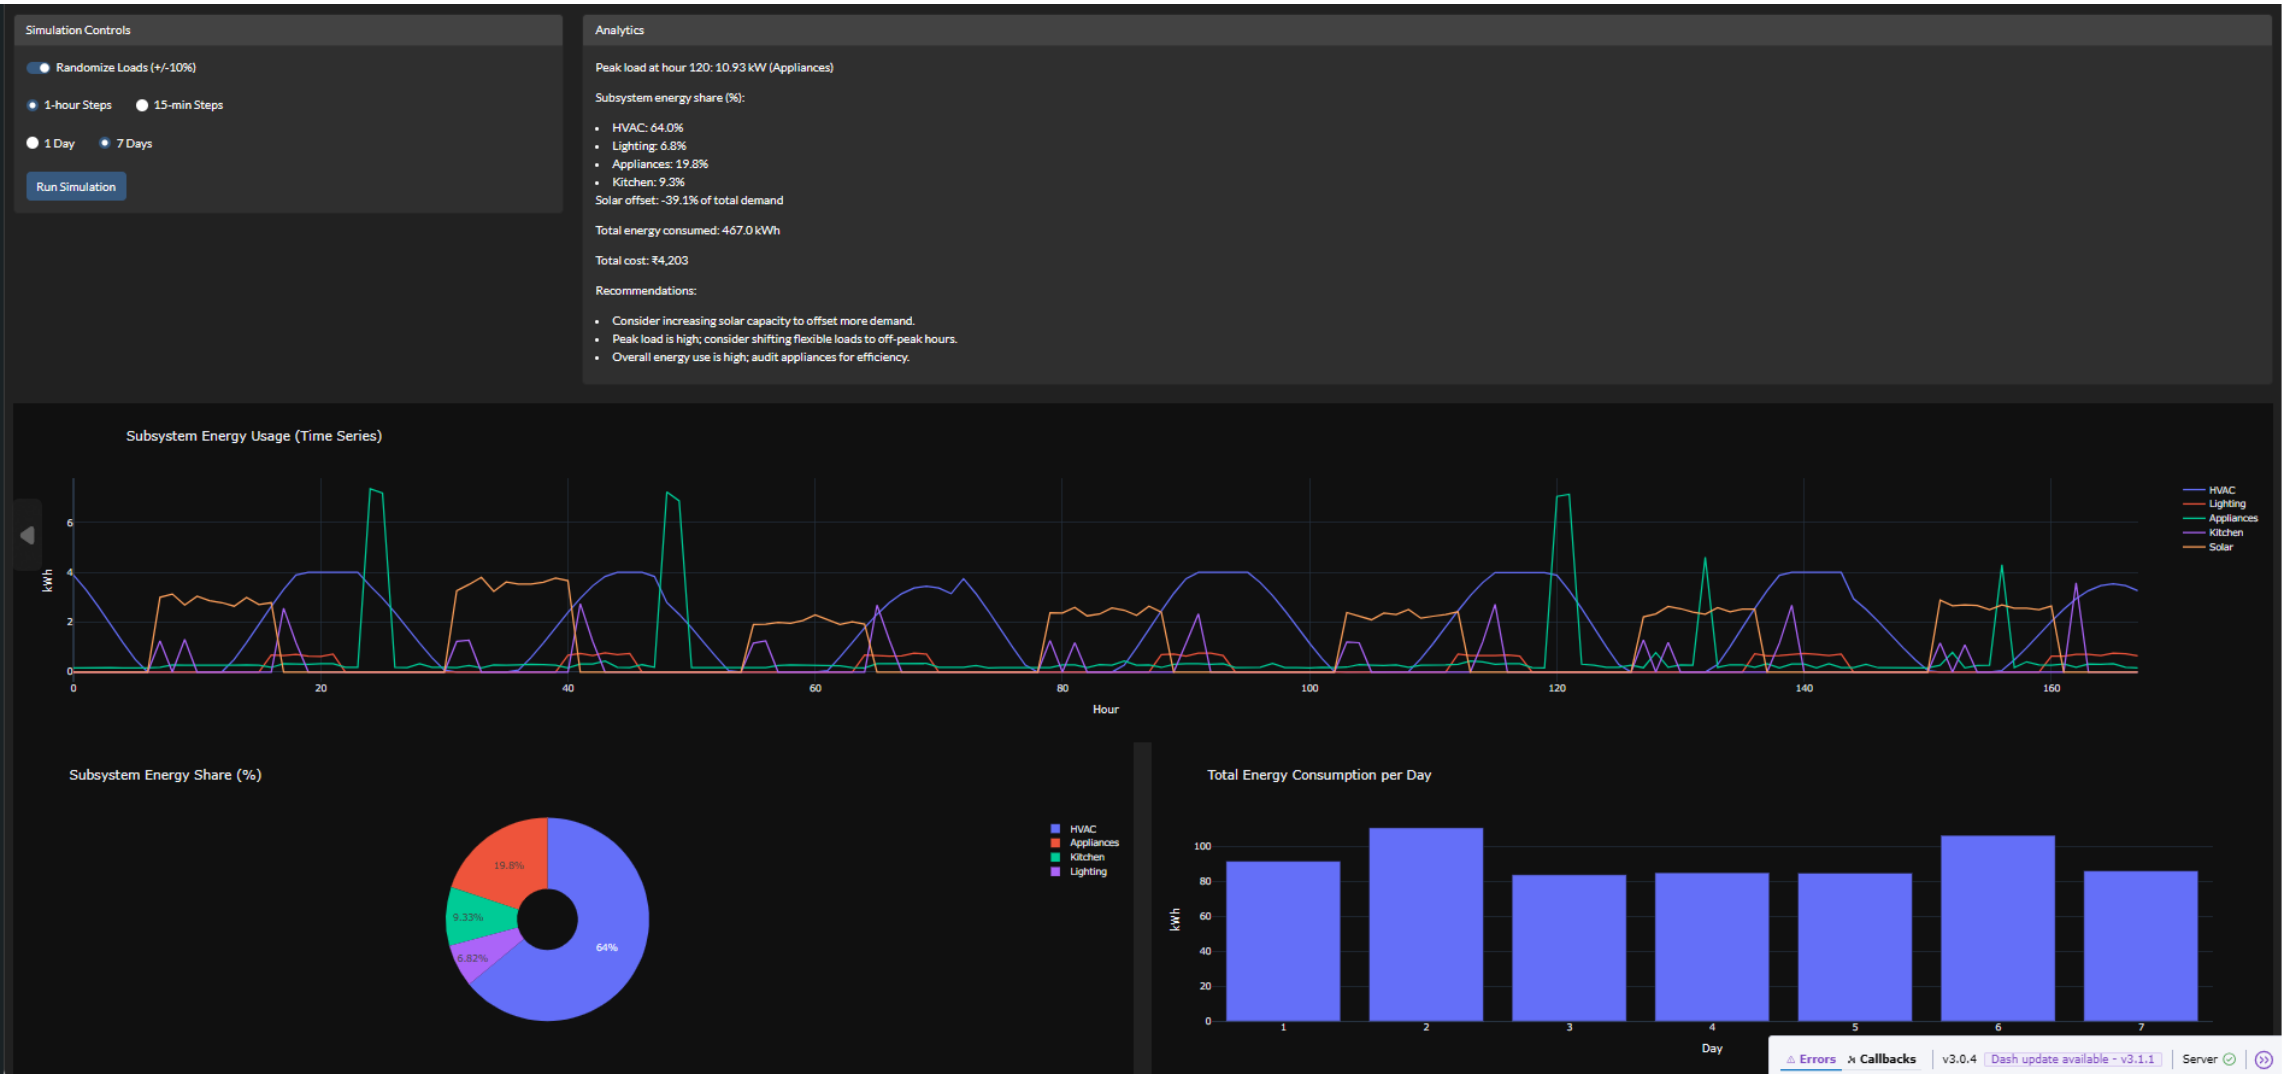 Simulation Controls
Randomize Loads (+/-10%)
1-hour Steps 15-min Steps
1 Day 7 Days
Run Simulation
Analytics
Peak load at hour 120: 10.93 kW (Appliances)
Subsystem energy share (%):
• HVAC: 64.0%
• Lighting: 6.8%
• Appliances: 19.8%
• Kitchen: 9.3%
Solar offset: -39.1% of total demand
Total energy consumed: 467.0 kWh
Total cost: ₹4,203
Recommendations:
• Consider increasing solar capacity to offset more demand.
• Peak load is high; consider shifting flexible loads to off-peak hours.
• Overall energy use is high; audit appliances for efficiency.
Subsystem Energy Usage (Time Series)
6
4
2
0
kWh
0 20 40 60 80 100 120 140 160
Hour
HVAC
Lighting
Appliances
Kitchen
Solar
Subsystem Energy Share (%)
19.8%
9.33%
6.82%
64%
HVAC
Appliances
Kitchen
Lighting
Total Energy Consumption per Day
100
80
60
40
20
0
kWh
1 2 3 4 5 6 7
Day
Errors Callbacks v3.0.4 Dash update available - v3.1.1 Server